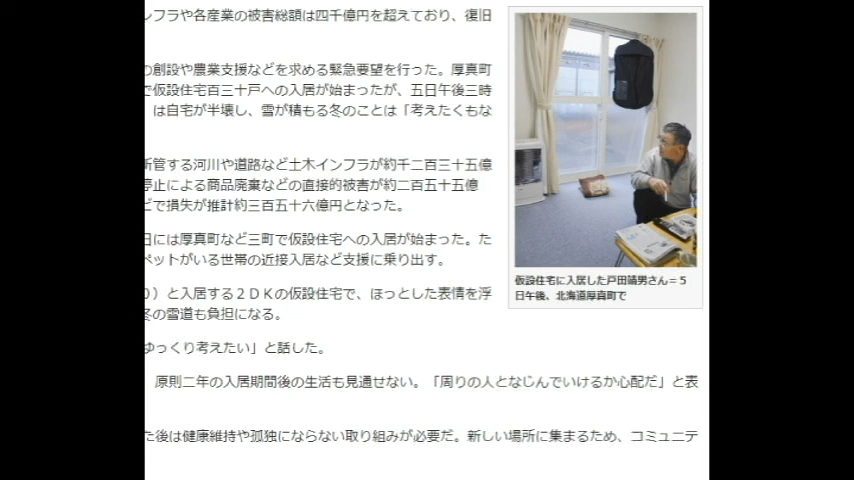 ンフラや各産業の被害総額は四千億円を超えており、復旧
の創設や農業支援などを求める緊急要望を行った。厚真町
で仮設住宅百三十戸への入居が始まったが、五日午後三時
は自宅が半壊し、雪が積もる冬のことは「考えたくもな
所管する河川や道路など土木インフラが約千二百三十五億
停止による商品廃棄などの直接的被害が約二百五十五億
どで損失が推計約三百五十六億円となった。
日には厚真町など三町で仮設住宅への入居が始まった。た
ペットがいる世帯の近接入居など支援に乗り出す。
０）と入居する２ＤＫの仮設住宅で、ほっとした表情を浮
冬の雪道も負担になる。
ゆっくり考えたい」と話した。
原則二年の入居期間後の生活も見通せない。「周りの人となじんでいけるか心配だ」と表
た後は健康維持や孤独にならない取り組みが必要だ。新しい場所に集まるため、コミュニテ
仮設住宅に入居した戸田靖男さん＝５
日午後、北海道厚真町で